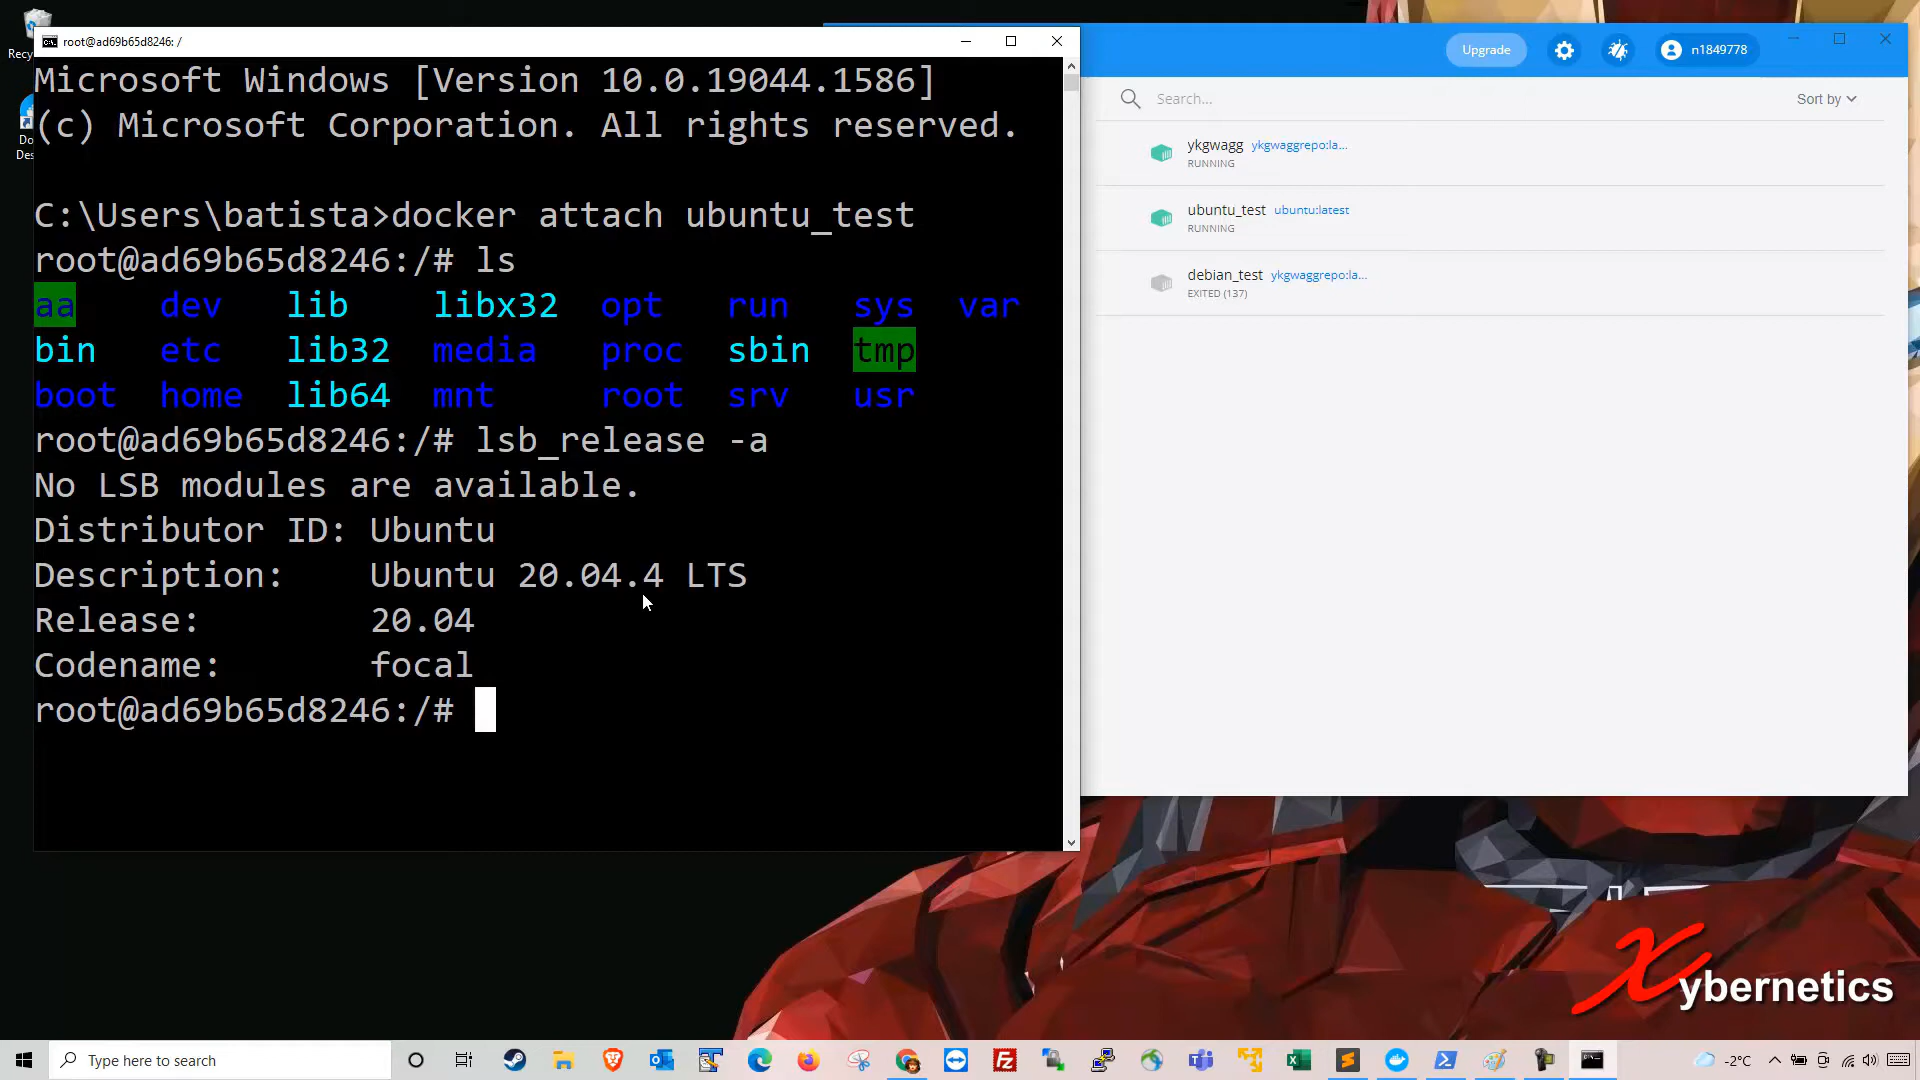 Recy
Do
Des
root@ad69b65d8246: /
Microsoft Windows [Version 10.0.19044.1586]
(c) Microsoft Corporation. All rights reserved.
C:\Users\batista>docker attach ubuntu_test
root@ad69b65d8246:/# ls
aa dev lib libx32 opt run sys var
bin etc lib32 media proc sbin tmp
boot home lib64 mnt root srv usr
root@ad69b65d8246:/# lsb_release -a
No LSB modules are available.
Distributor ID: Ubuntu
Description: Ubuntu 20.04.4 LTS
Release: 20.04
Codename: focal
root@ad69b65d8246:/#
Upgrade
n1849778
Search...
Sort by
ykgwagg ykgwaggrepo:la...
RUNNING
ubuntu_test ubuntu:latest
RUNNING
debian_test ykgwaggrepo:la...
EXITED (137)
Xybernetics
Type here to search
-2°C